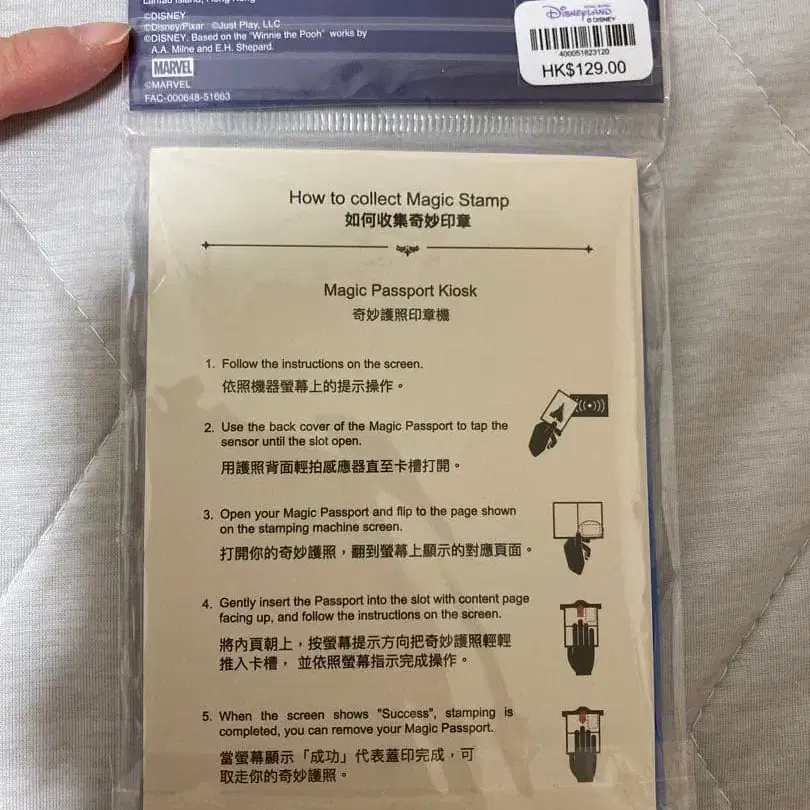 Lantau Island, Hong Kong
©DISNEY
©Disney/Pixar ©Just Play, LLC
©DISNEY. Based on the "Winnie the Pooh" works by
A.A. Milne and E.H. Shepard.
MARVEL
©MARVEL
FAC-000648-51663
HONG KONG
DISNEYLAND
© DISNEY
400051823120
HK$129.00
How to collect Magic Stamp
如何收集奇妙印章
Magic Passport Kiosk
奇妙護照印章機
1. Follow the instructions on the screen.
依照機器螢幕上的提示操作。
2. Use the back cover of the Magic Passport to tap the
sensor until the slot open.
用護照背面輕拍感應器直至卡槽打開。
3. Open your Magic Passport and flip to the page shown
on the stamping machine screen.
打開你的奇妙護照，翻到螢幕上顯示的對應頁面。
4. Gently insert the Passport into the slot with content page
facing up, and follow the instructions on the screen.
將內頁朝上，按螢幕提示方向把奇妙護照輕輕
推入卡槽， 並依照螢幕指示完成操作。
5. When the screen shows "Success", stamping is
completed, you can remove your Magic Passport.
當螢幕顯示「成功」代表蓋印完成，可
取走你的奇妙護照。